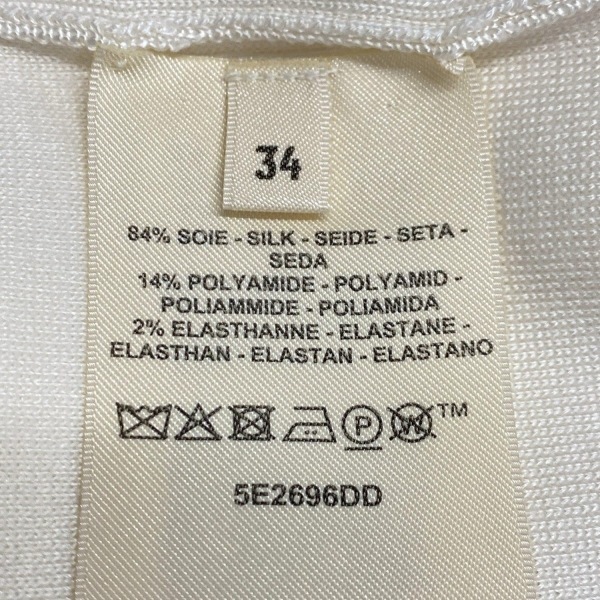 34
84% SOIE - SILK - SEIDE - SETA -
SEDA
14% POLYAMIDE - POLYAMID -
POLIAMMIDE - POLIAMIDA
2% ELASTHANNE - ELASTANE -
ELASTHAN - ELASTAN - ELASTANO
P W TM
5E2696DD